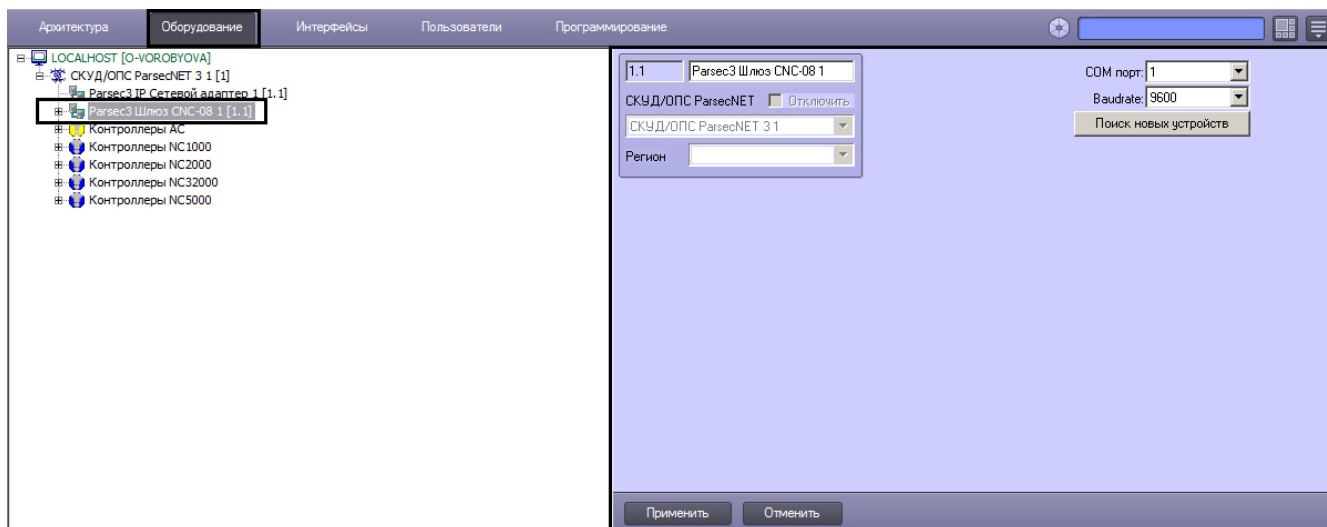 Архитектура Оборудование Интерфейсы Пользователи Программирование
LOCALHOST [O-VOROBYOVA]
СКУД/ОПС ParsecNET 3 1 [1]
Parsec3 IP Сетевой адаптер 1 [1.1]
Parsec3 Шлюз CNC-08 1 [1.1]
Контроллеры AC
Контроллеры NC1000
Контроллеры NC2000
Контроллеры NC32000
Контроллеры NC5000
1.1 Parsec3 Шлюз CNC-08 1
СКУД/ОПС ParsecNET Отключить
СКУД/ОПС ParsecNET 3 1
Регион
COM порт: 1
Baudrate: 9600
Поиск новых устройств
Применить Отменить